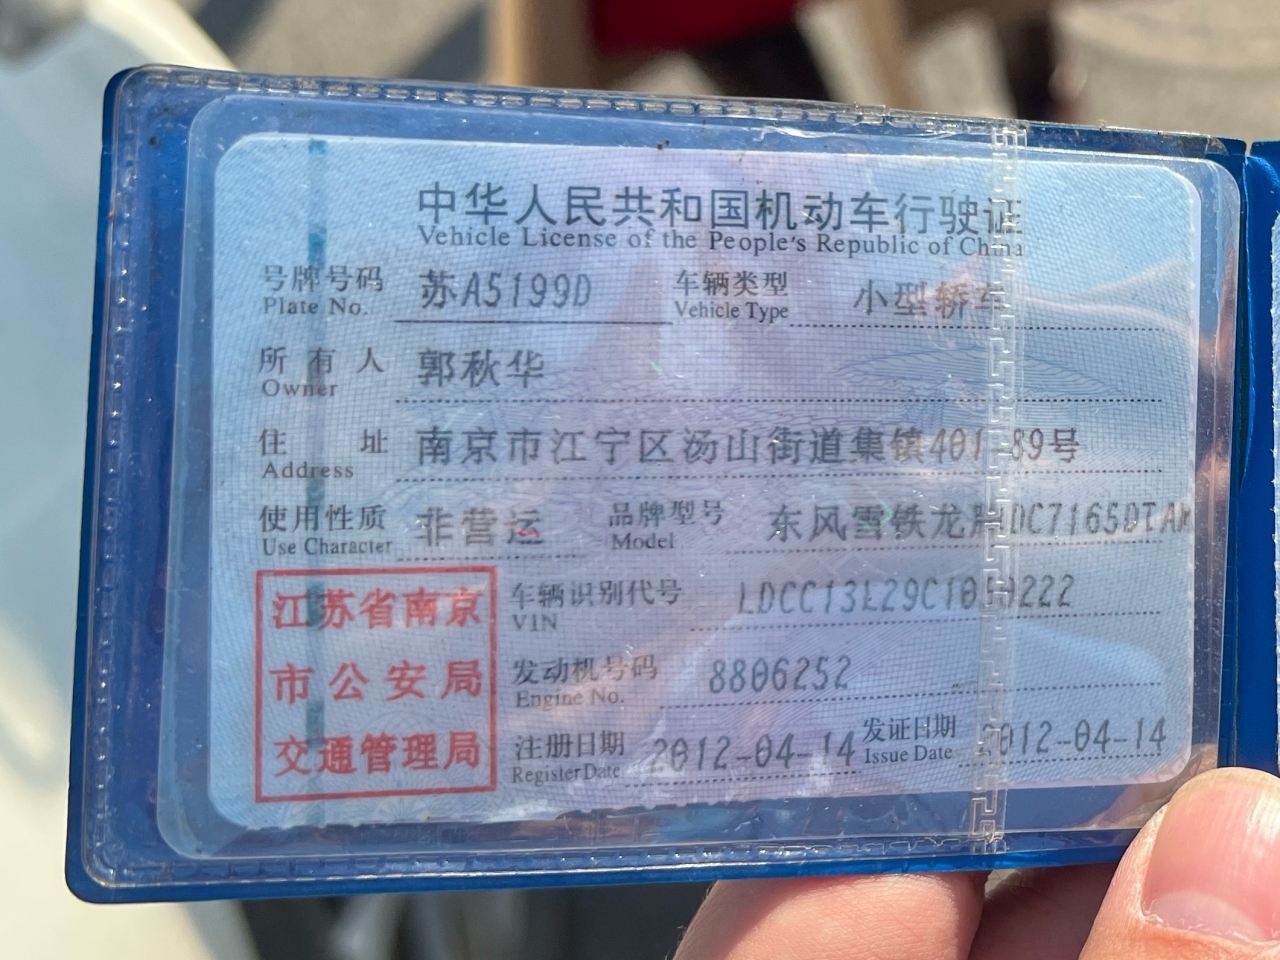 中华人民共和国机动车行驶证
Vehicle License of the People's Republic of China
号牌号码 苏A5199D 车辆类型 小型轿车
Plate No. Vehicle Type
所有人 郭秋华
Owner
住址 南京市江宁区汤山街道集镇401-89号
Address
使用性质 非营运 品牌型号 东风雪铁龙牌
Use Character Model
江苏省南京
市公安局
交通管理局
车辆识别代号
VIN
发动机号码 8806252
Engine No.
注册日期 2012-04-14 发证日期 2012-04-14
Register Date Issue Date